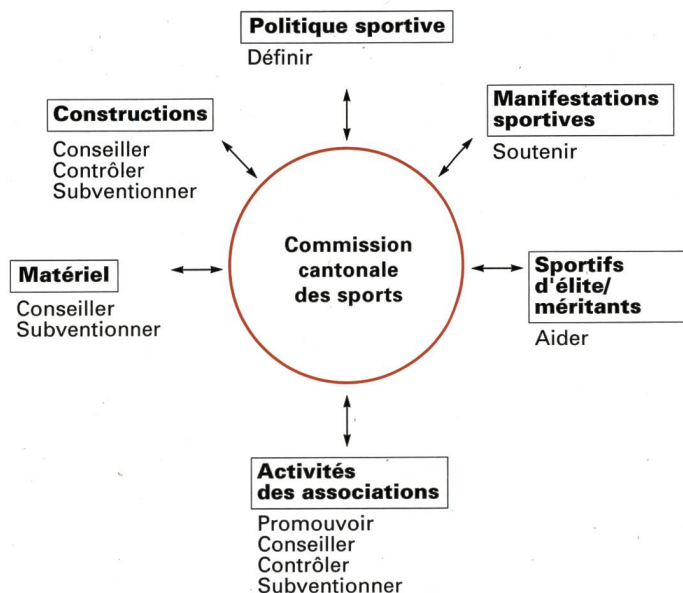 Politique sportive
Définir
Constructions
Conseiller
Contrôler
Subventionner
Manifestations
sportives
Soutenir
Commission
cantonale
des sports
Matériel
Conseiller
Subventionner
Sportifs
d'élite/
méritants
Aider
Activités
des associations
Promouvoir
Conseiller
Contrôler
Subventionner